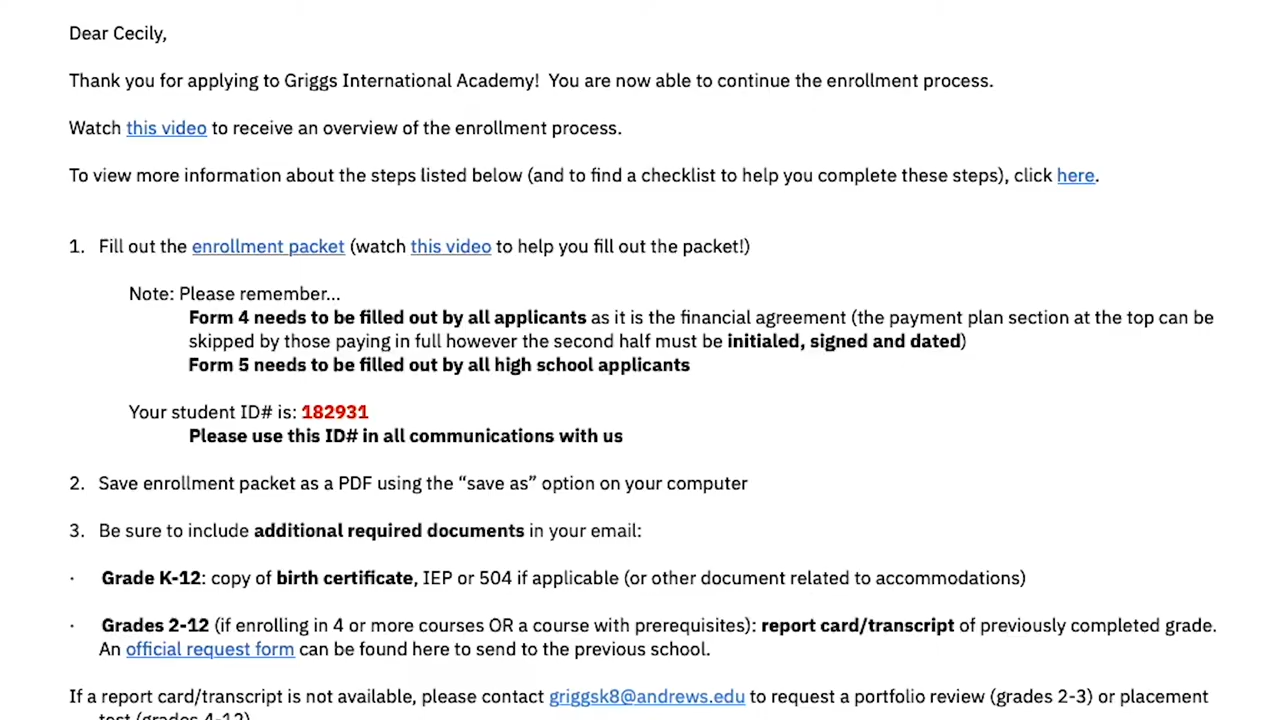 Dear Cecily,
Thank you for applying to Griggs International Academy!  You are now able to continue the enrollment process.
Watch this video to receive an overview of the enrollment process.
To view more information about the steps listed below (and to find a checklist to help you complete these steps), click here.
1. Fill out the enrollment packet (watch this video to help you fill out the packet!)
Note: Please remember...
Form 4 needs to be filled out by all applicants as it is the financial agreement (the payment plan section at the top can be
skipped by those paying in full however the second half must be initialed, signed and dated)
Form 5 needs to be filled out by all high school applicants
Your student ID# is: 182931
Please use this ID# in all communications with us
2. Save enrollment packet as a PDF using the “save as” option on your computer
3. Be sure to include additional required documents in your email:
· Grade K-12: copy of birth certificate, IEP or 504 if applicable (or other document related to accommodations)
· Grades 2-12 (if enrolling in 4 or more courses OR a course with prerequisites): report card/transcript of previously completed grade.
An official request form can be found here to send to the previous school.
If a report card/transcript is not available, please contact griggsk8@andrews.edu to request a portfolio review (grades 2-3) or placement
test (grades 4-12)